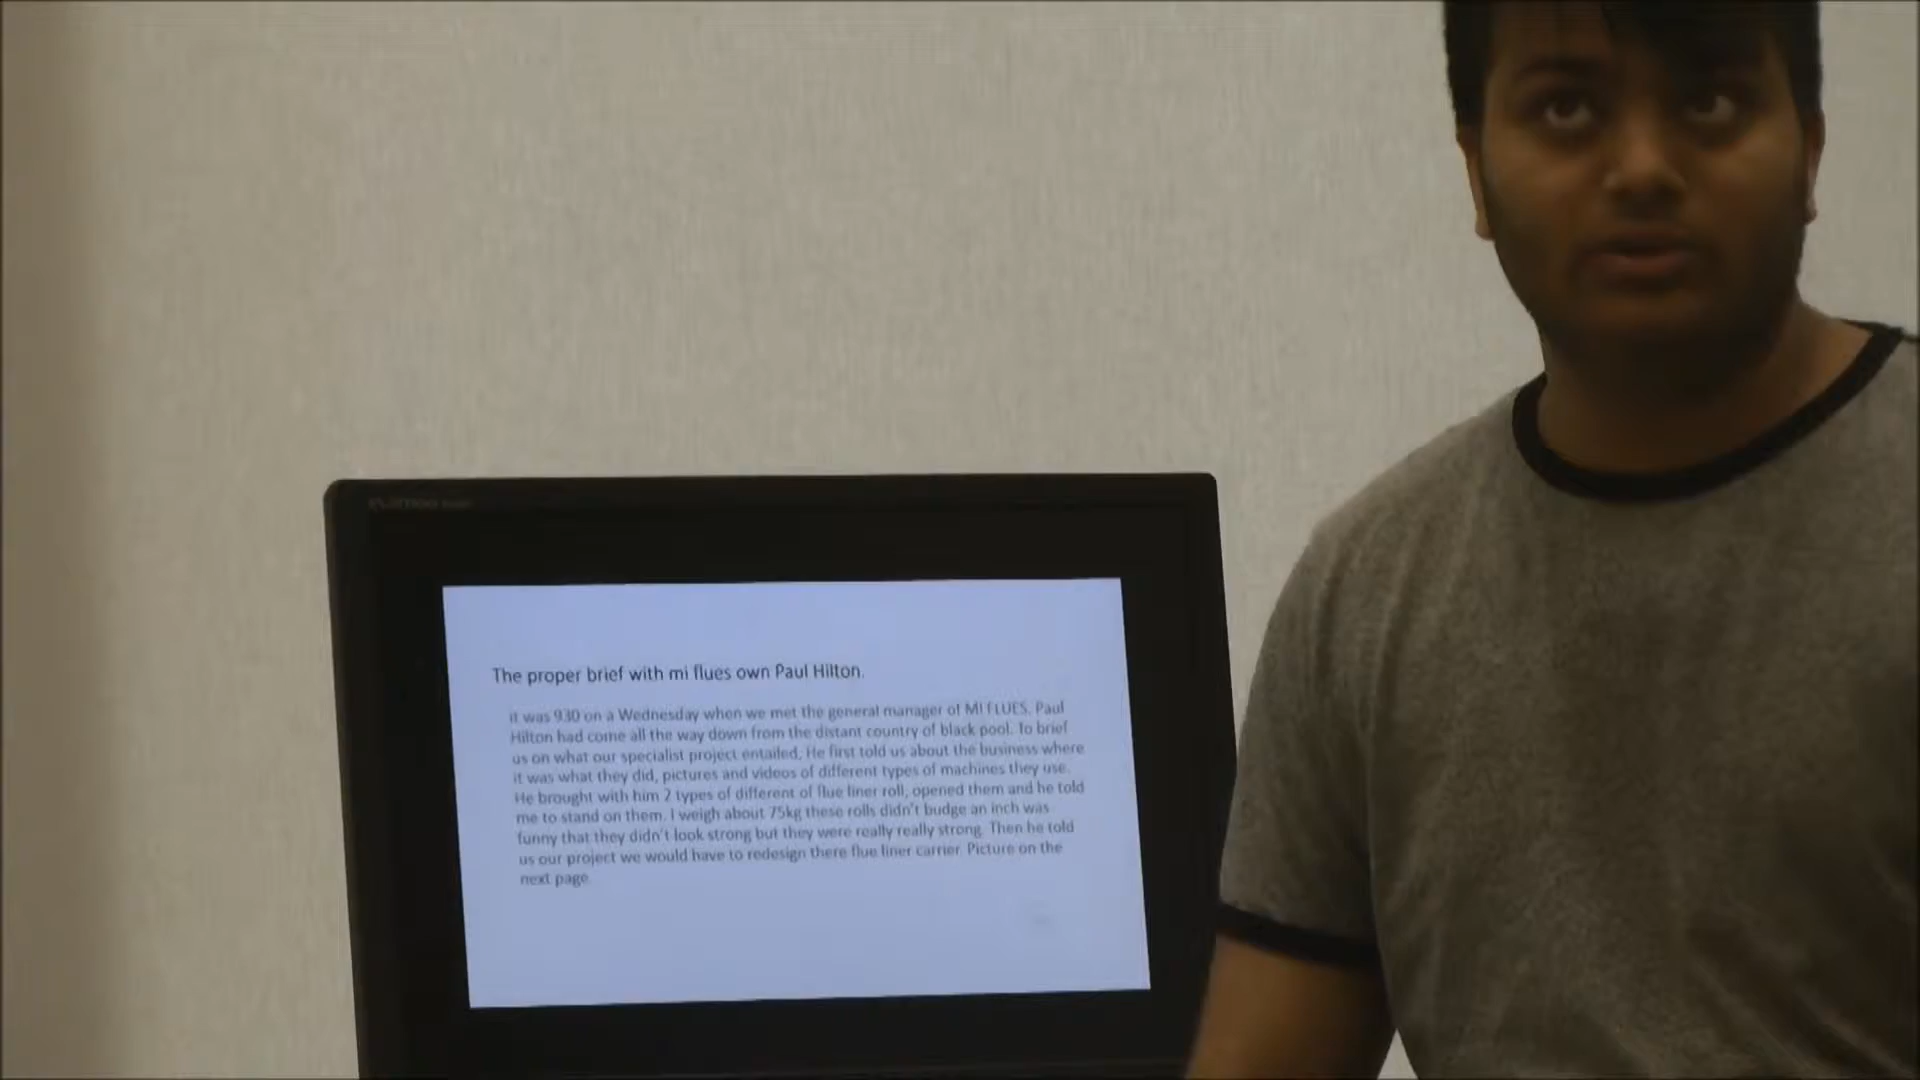 The proper brief with mi flues own Paul Hilton.
it was 930 on a Wednesday when we met the general manager of MI FLUES. Paul
Hilton had come all the way down from the distant country of black pool. To brief
us on what our specialist project entailed; He first told us about the business where
it was what they did, pictures and videos of different types of machines they use.
He brought with him 2 types of different of flue liner roll, opened them and he told
me to stand on them. I weigh about 75kg these rolls didn't budge an inch was
funny that they didn't look strong but they were really really strong. Then he told
us our project we would have to redesign there flue liner carrier. Picture on the
next page.